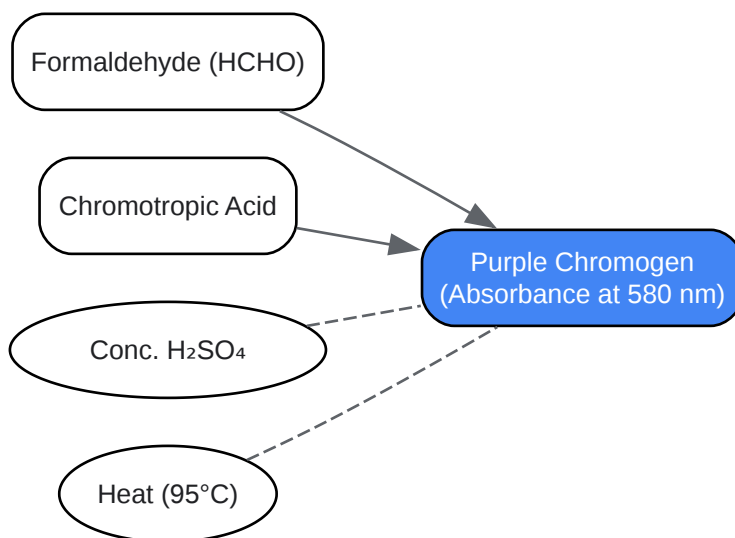 Formaldehyde (HCHO)
Chromotropic Acid
Purple Chromogen
(Absorbance at 580 nm)
Conc. H₂SO₄
Heat (95°C)